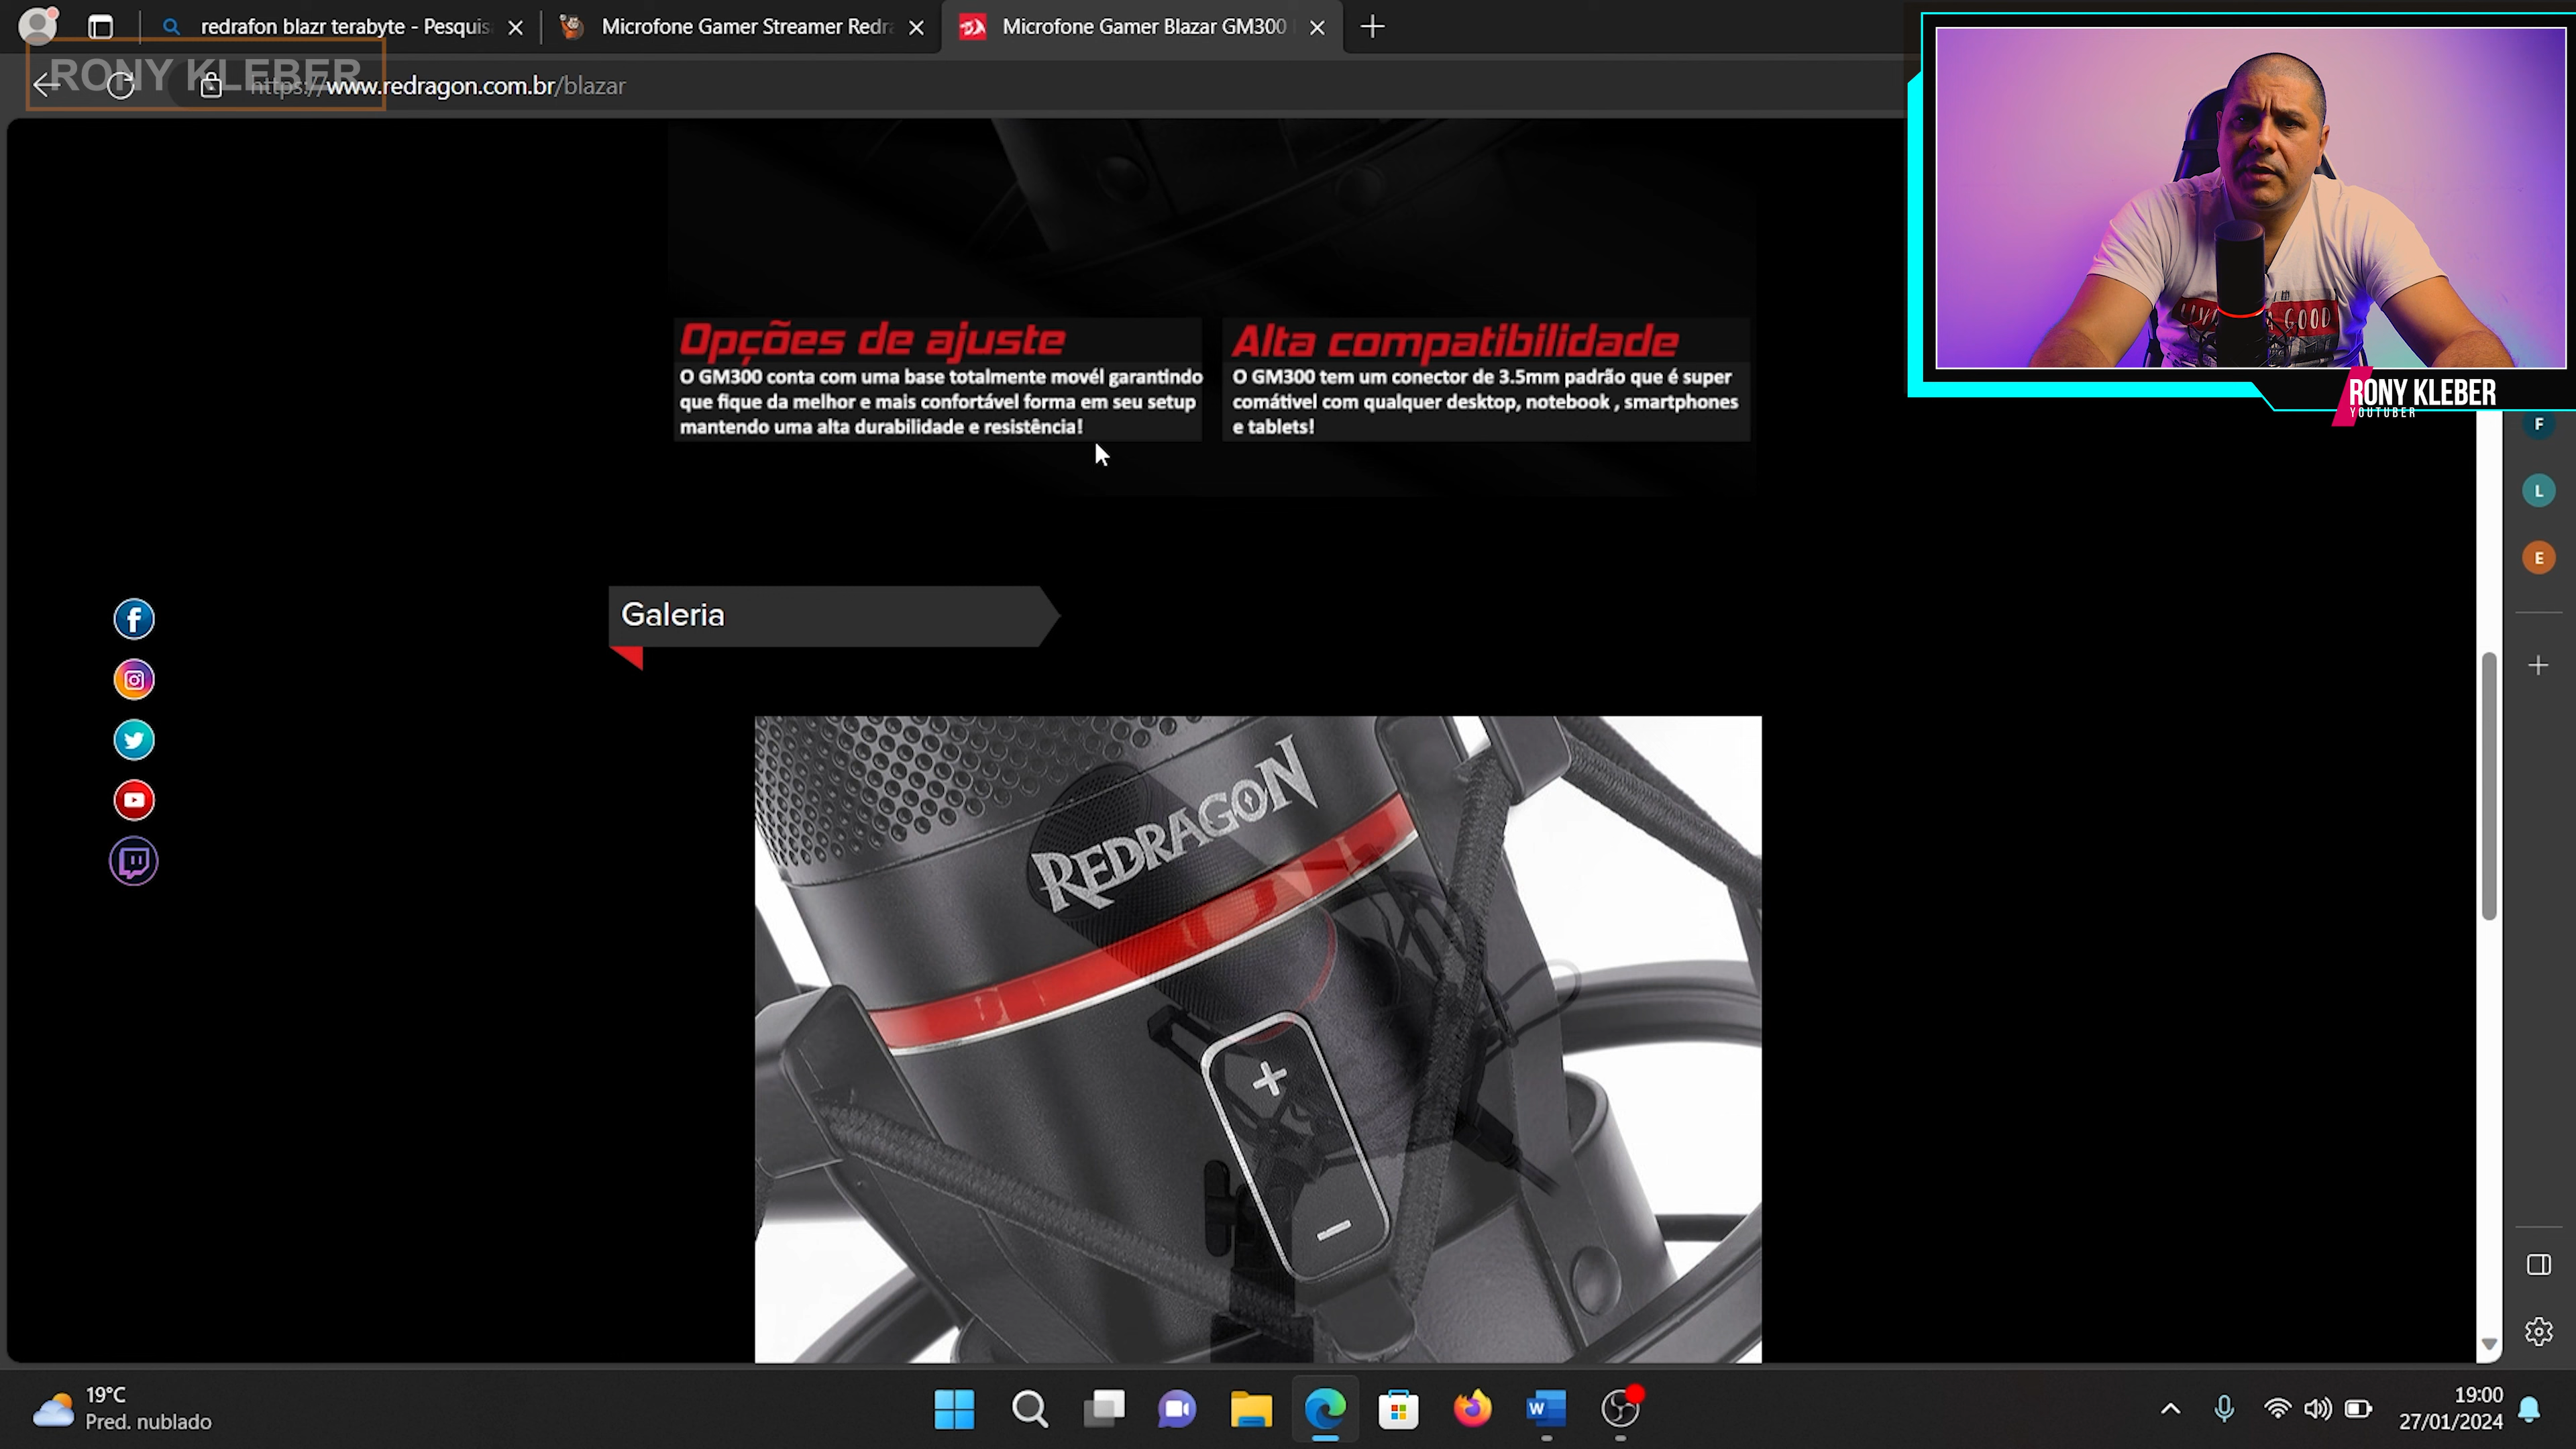 redrafon blazr terabyte - Pesquis
Microfone Gamer Streamer Redra
Microfone Gamer Blazar GM300
RONY KLEBER
https://www.redragon.com.br/blazar
LIVE A GOOD
RONY KLEBER
YOUTUBER
Opções de ajuste
O GM300 conta com uma base totalmente movél garantindo
que fique da melhor e mais confortável forma em seu setup
mantendo uma alta durabilidade e resistência!
Alta compatibilidade
O GM300 tem um conector de 3.5mm padrão que é super
comátivel com qualquer desktop, notebook , smartphones
e tablets!
F
L
E
Galeria
REDRAGON
+
−
19°C
Pred. nublado
W
19:00
27/01/2024